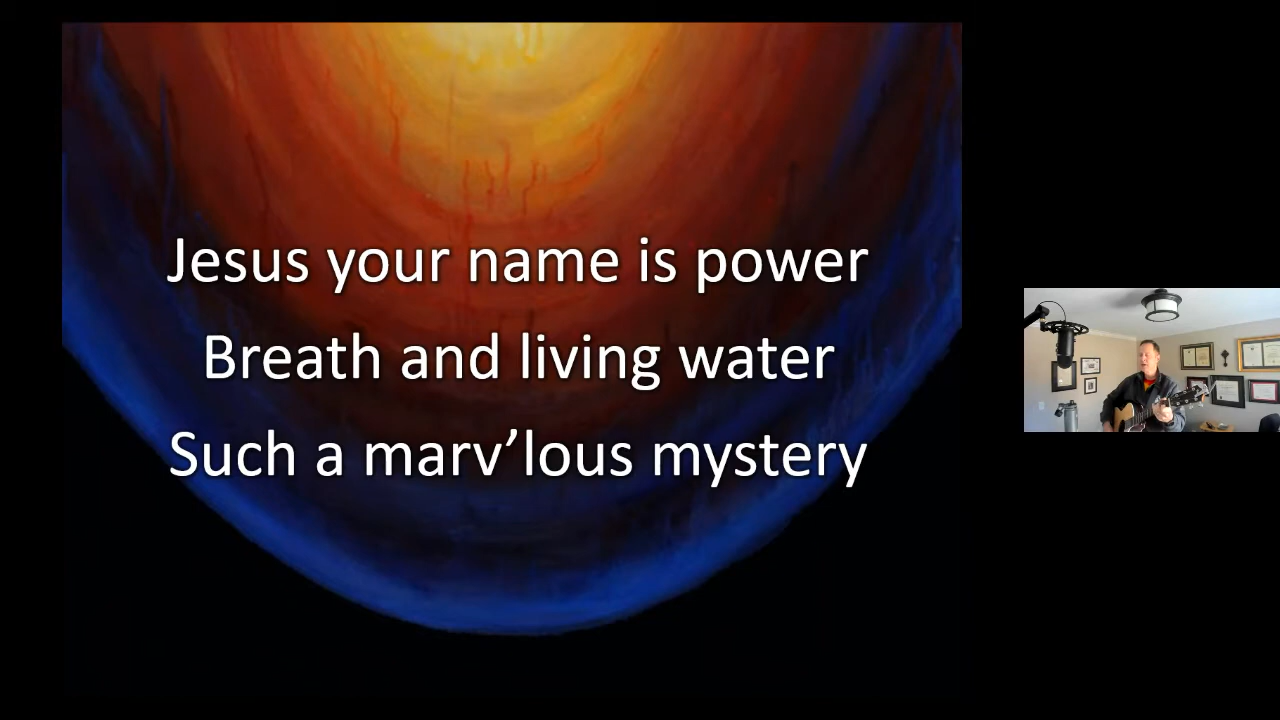 Jesus your name is power
Breath and living water
Such a marv’lous mystery